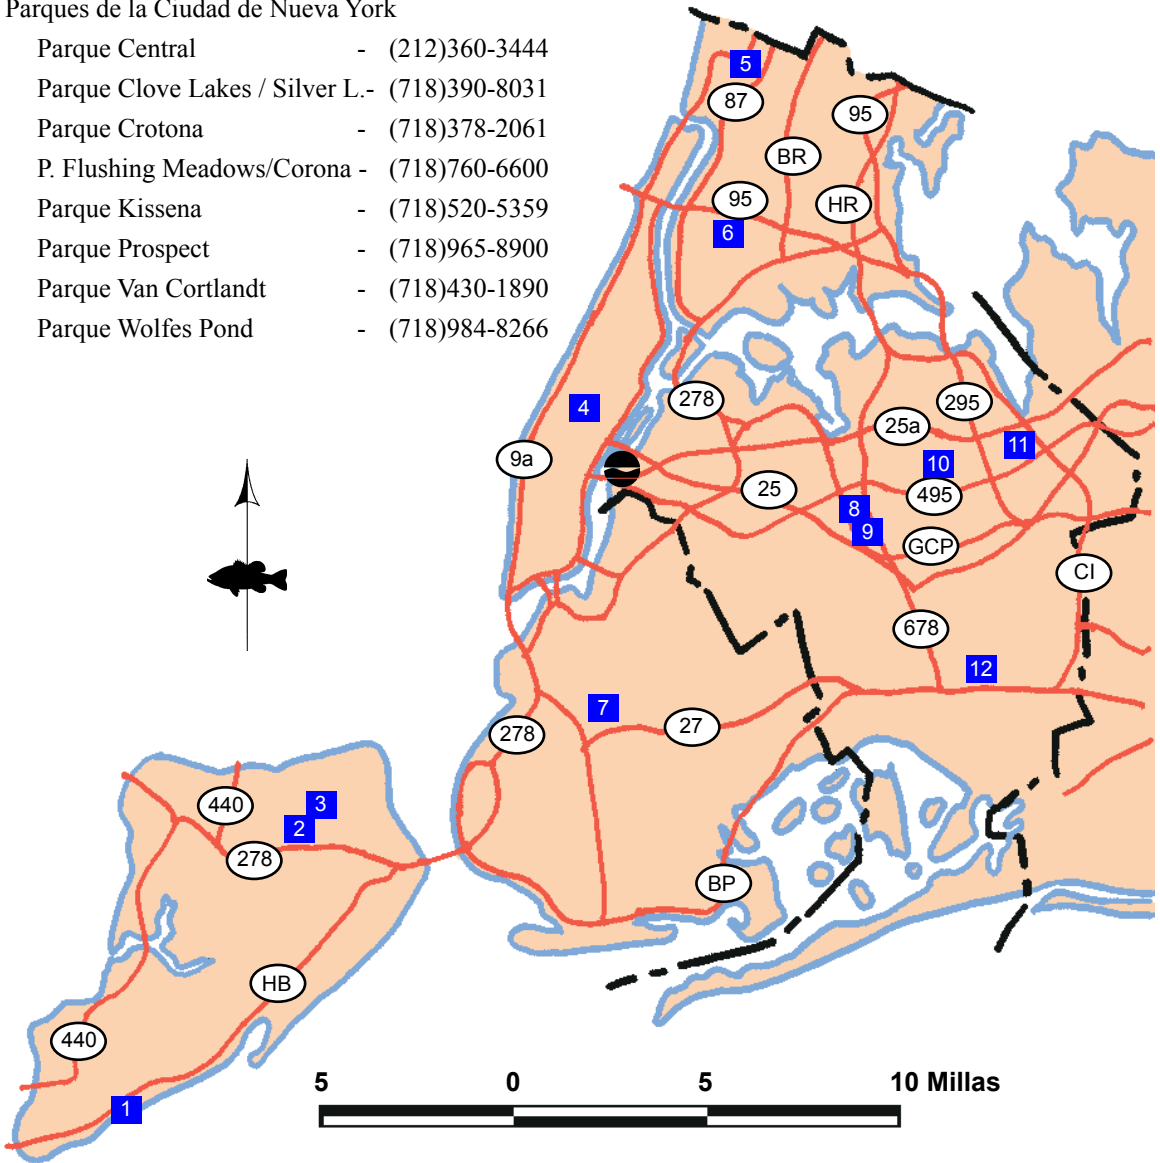 Parques de la Ciudad de Nueva York
Parque Central - (212)360-3444
Parque Clove Lakes / Silver L.- (718)390-8031
Parque Crotona - (718)378-2061
P. Flushing Meadows/Corona - (718)760-6600
Parque Kissena - (718)520-5359
Parque Prospect - (718)965-8900
Parque Van Cortlandt - (718)430-1890
Parque Wolfes Pond - (718)984-8266
5
87
95
BR
95
HR
6
278
4
295
25a
11
9a
10
25
495
8
9
GCP
CI
678
12
7
278
27
440
3
2
278
BP
HB
440
1
5 0 5 10 Millas